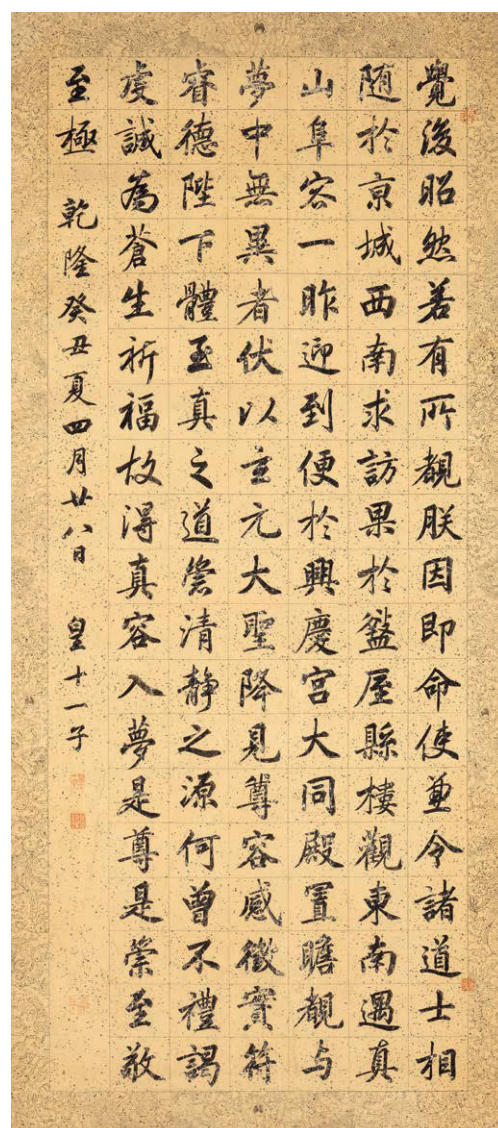 覺後昭然若有所覩朕因即命使兼令諸道士相
随於京城西南求訪果於盩厔縣樓觀東南遇真
山阜容一昨迎到便於興慶宮大同殿置瞻覩与
夢中無異者伏以玄元大聖降見尊容感徵實符
睿德陛下體至真之道崇清静之源何曾不禮謁
虔誠為蒼生祈福故得真容入夢是尊是崇至敬
至極 乾隆癸丑夏四月廿八日 皇十一子